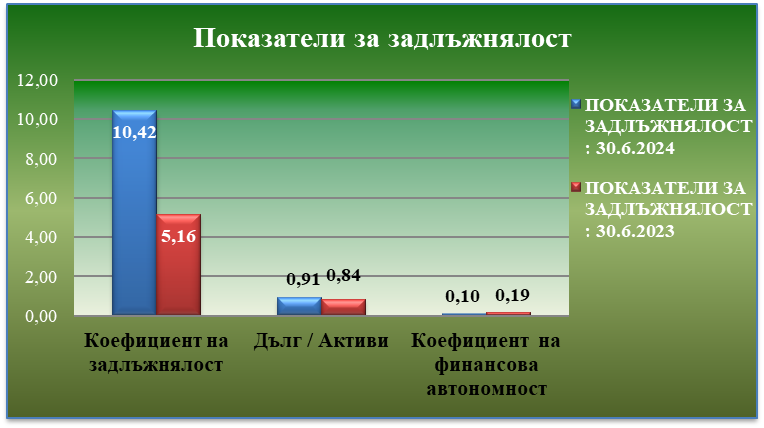 Показатели за задлъжнялост
12,00
10,00
8,00
6,00
4,00
2,00
0,00
10,42
5,16
0,91
0,84
0,10
0,19
Коефициент на
задлъжнялост
Дълг / Активи
Коефициент на
финансова
автономност
ПОКАЗАТЕЛИ ЗА
ЗАДЛЪЖНЯЛОСТ
: 30.6.2024
ПОКАЗАТЕЛИ ЗА
ЗАДЛЪЖНЯЛОСТ
: 30.6.2023